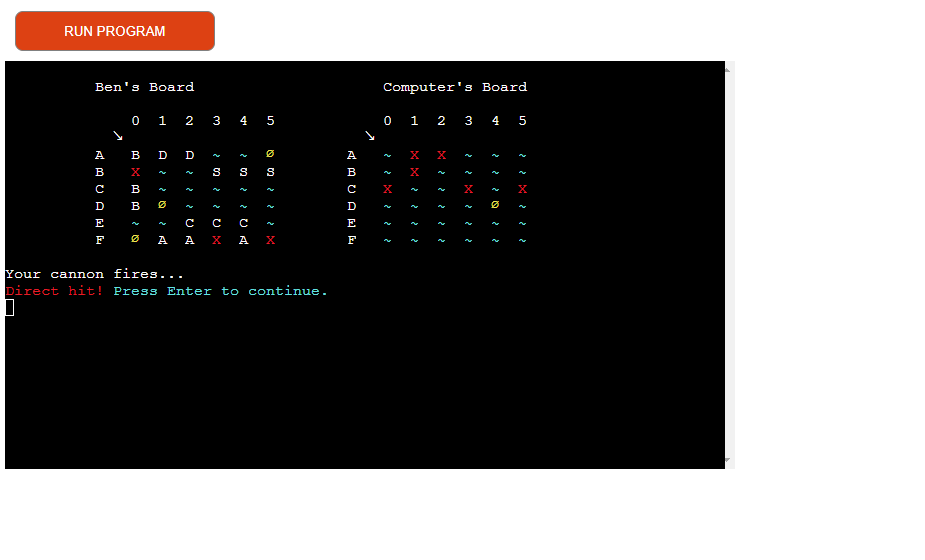 RUN PROGRAM
Ben's Board Computer's Board
0 1 2 3 4 5 0 1 2 3 4 5
↘ ↘
A B D D ~ ~ Ø A ~ X X ~ ~ ~
B X ~ ~ S S S B ~ X ~ ~ ~ ~
C B ~ ~ ~ ~ ~ C X ~ ~ X ~ X
D B Ø ~ ~ ~ ~ D ~ ~ ~ ~ Ø ~
E ~ ~ C C C ~ E ~ ~ ~ ~ ~ ~
F Ø A A X A X F ~ ~ ~ ~ ~ ~
Your cannon fires...
Direct hit! Press Enter to continue.